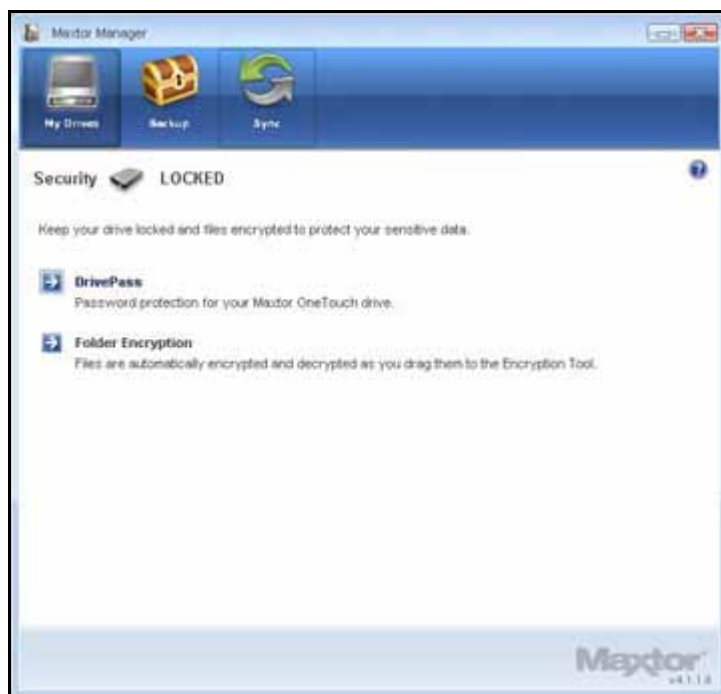 Maxtor Manager
My Drives
Backup
Sync
Security LOCKED
?
Keep your drive locked and files encrypted to protect your sensitive data.
DrivePass
Password protection for your Maxtor OneTouch drive.
Folder Encryption
Files are automatically encrypted and decrypted as you drag them to the Encryption Tool.
Maxtor